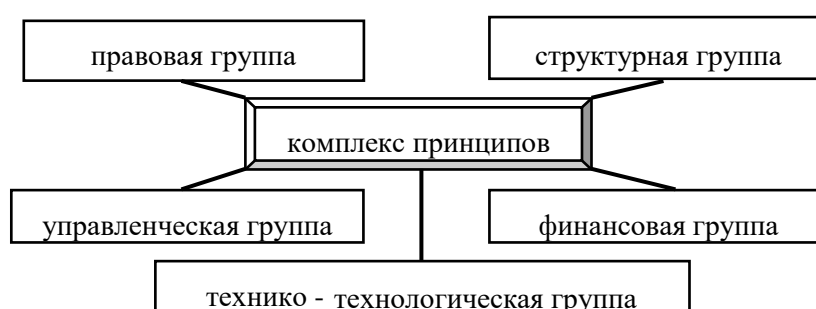 правовая группа
структурная группа
комплекс принципов
управленческая группа
финансовая группа
технико - технологическая группа